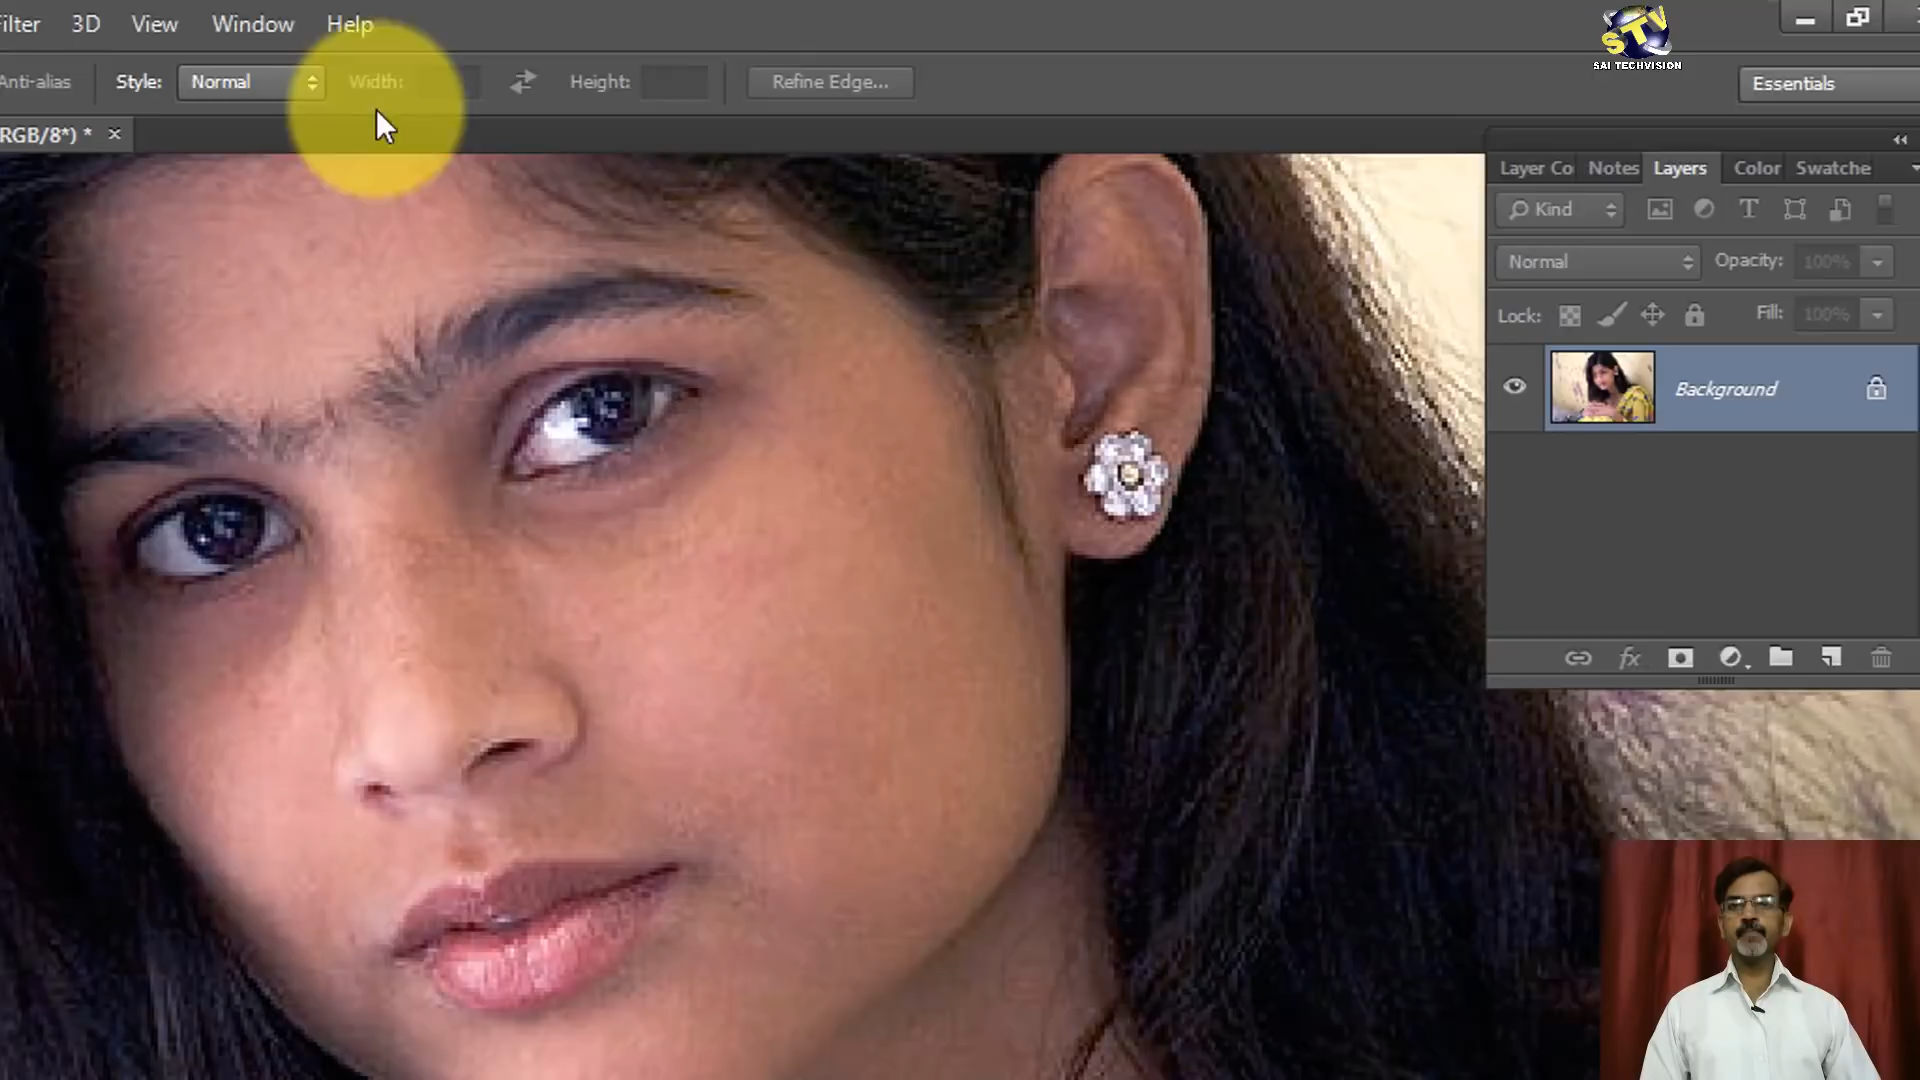 Filter 3D View Window Help
STV
SAI TECHVISION
Anti-alias Style: Normal Width: Height: Refine Edge... Essentials
RGB/8*) * ×
Layer Co Notes Layers Color Swatche
Kind T
Normal Opacity: 100%
Lock: Fill: 100%
Background
fx